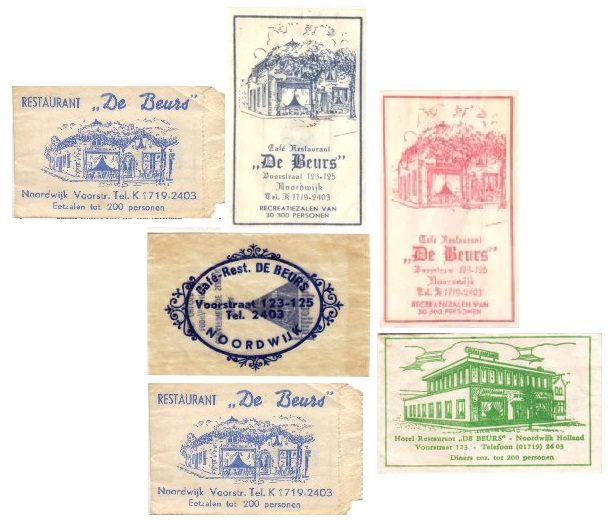 RESTAURANT „De Beurs"
Noordwijk Voorstr. Tel. K 1719-2403
Eetzalen tot 200 personen
Café Restaurant
„De Beurs"
Voorstraat 123-125
Noordwijk
Tel. K 1719-2403
RECREATIEZALEN VAN
30-300 PERSONEN
Café Restaurant
„De Beurs"
Voorstraat 123-125
Noordwijk
Tel. K 1719-2403
RECREATIEZALEN VAN
30-300 PERSONEN
Café-Rest. DE BEURS
Voorstraat 123-125
Tel. 2403
NOORDWIJK
Hotel Restaurant „DE BEURS" - Noordwijk Holland
Voorstraat 123 - Telefoon (01719) 24 03
Diners enz. tot 200 personen
RESTAURANT „De Beurs"
Noordwijk Voorstr. Tel. K 1719-2403
Eetzalen tot 200 personen